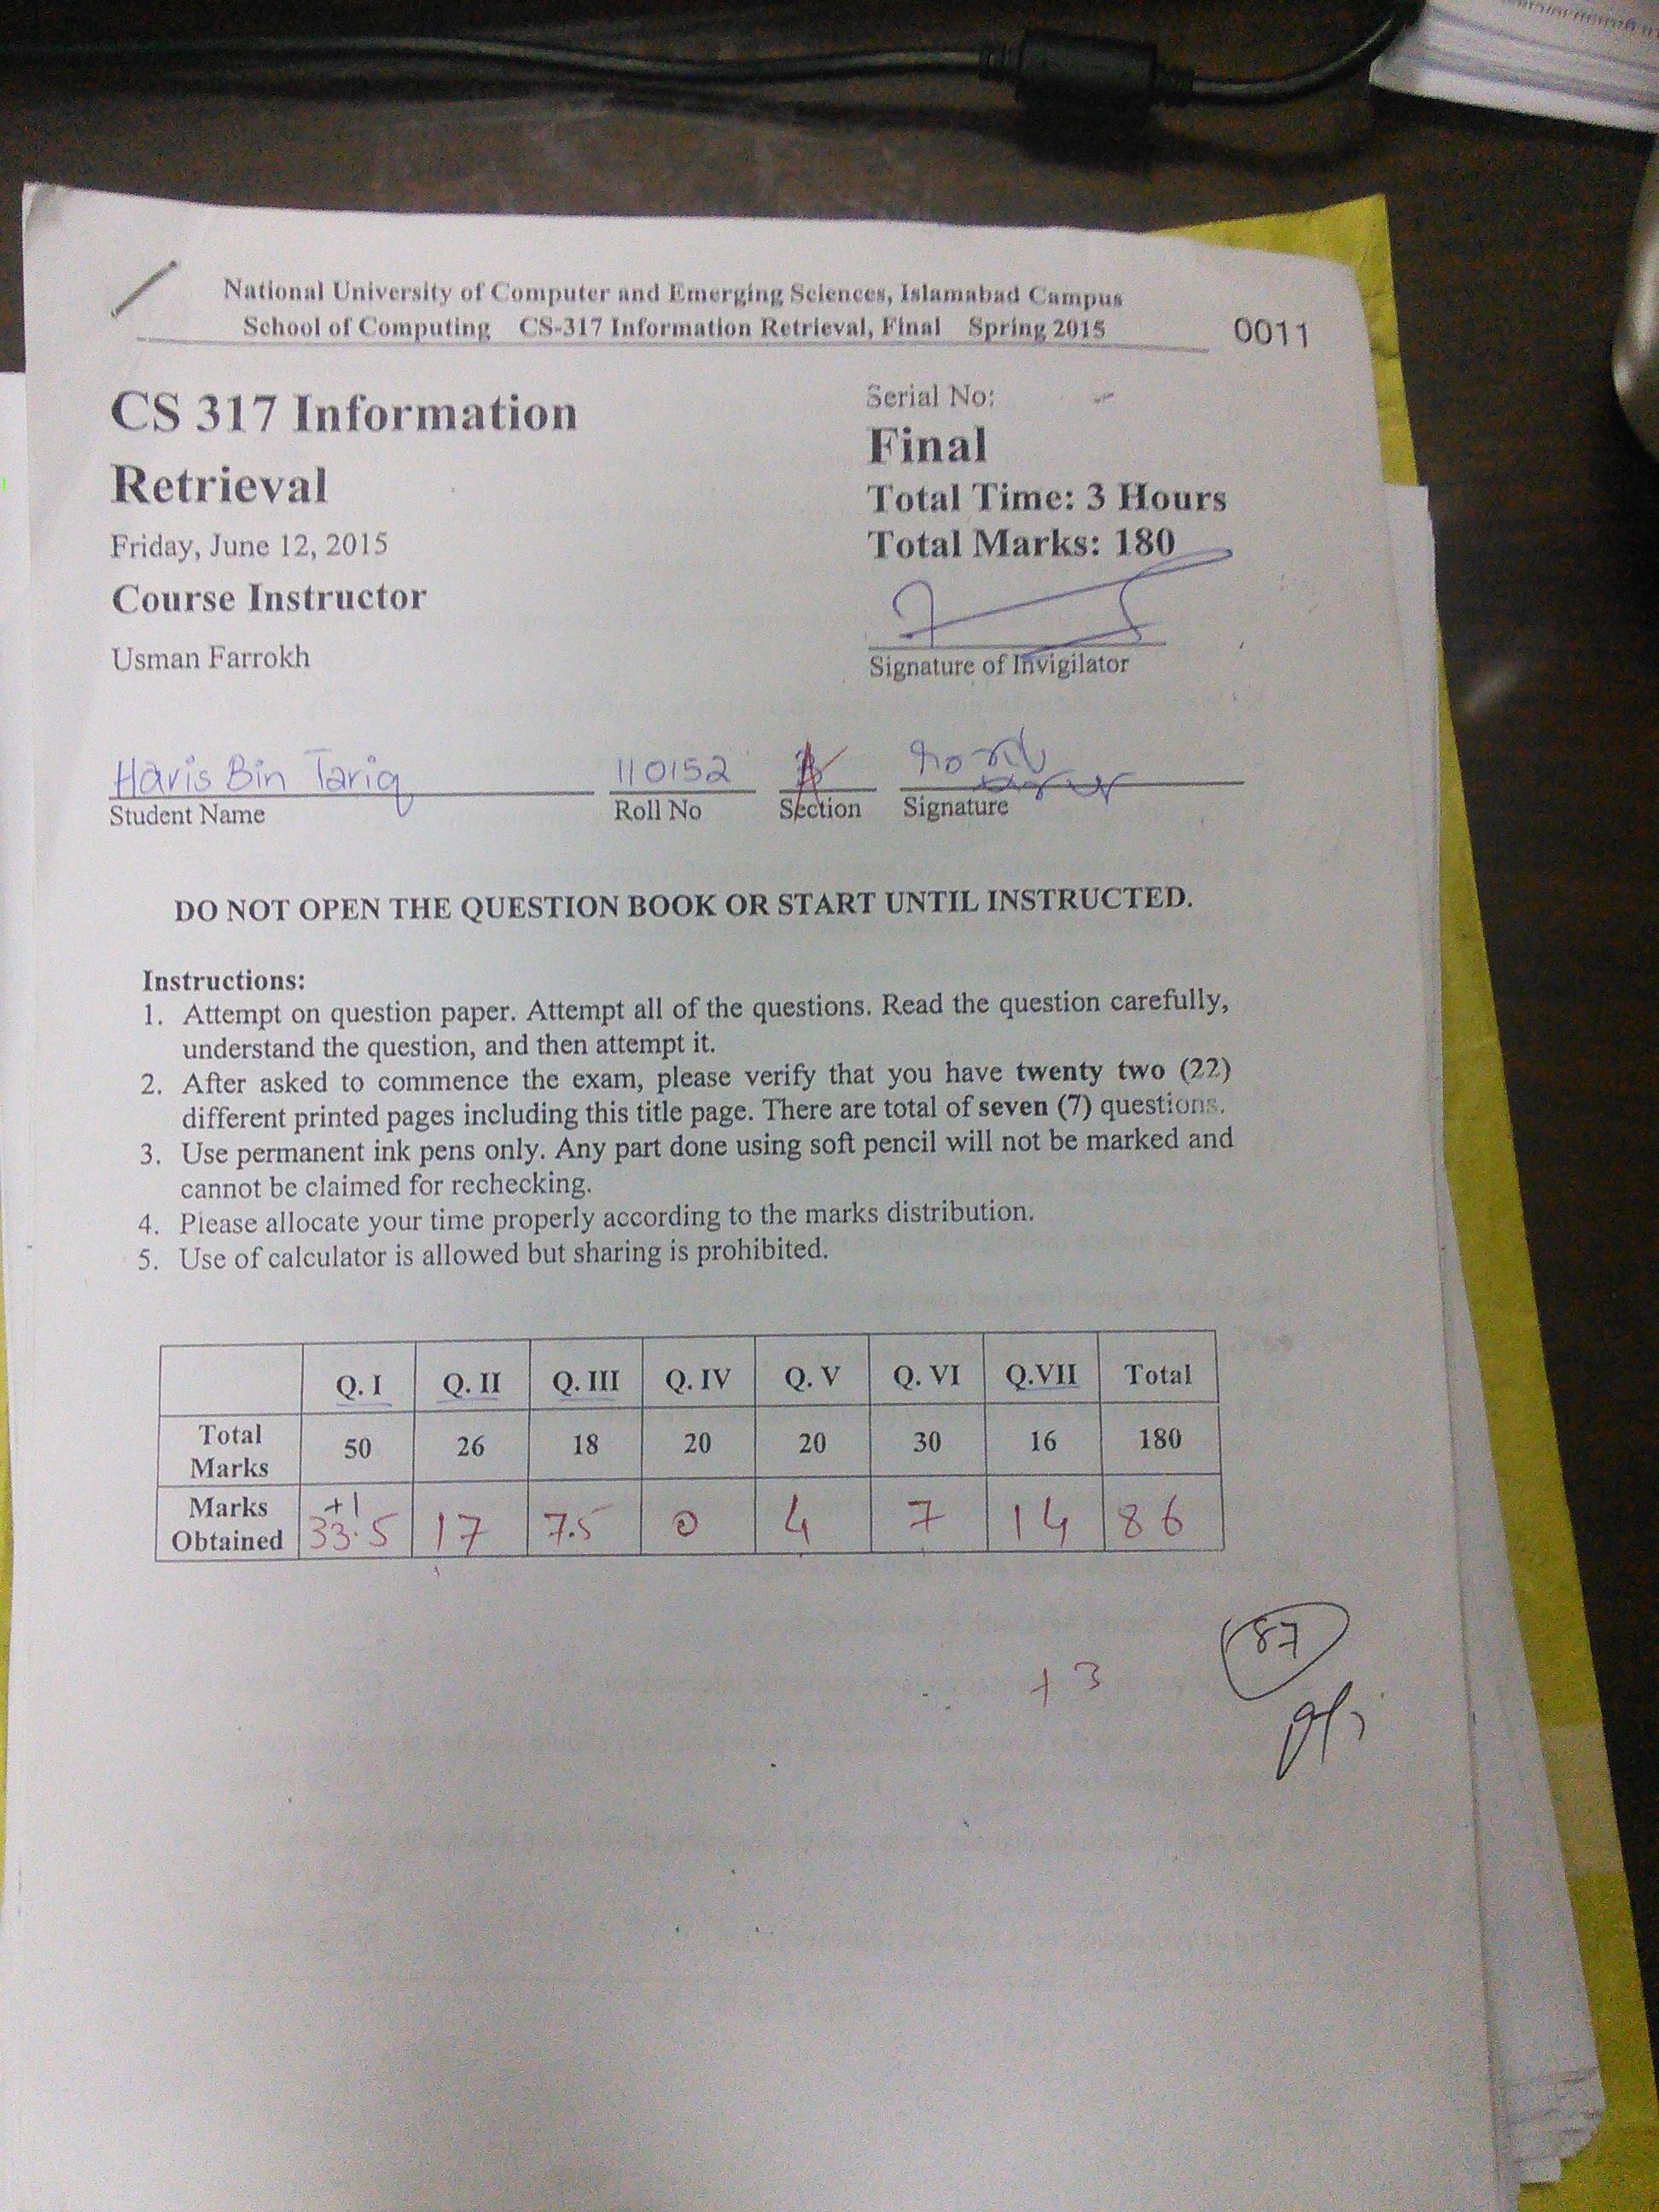 National University of Computer and Emerging Sciences, Islamabad Campus
School of Computing CS-317 Information Retrieval, Final Spring 2015
0011
CS 317 Information
Retrieval
Friday, June 12, 2015
Course Instructor
Usman Farrokh
Serial No:
Final
Total Time: 3 Hours
Total Marks: 180
Signature of Invigilator
Haris Bin Tariq 110152
Student Name Roll No Section Signature
DO NOT OPEN THE QUESTION BOOK OR START UNTIL INSTRUCTED.
Instructions:
1. Attempt on question paper. Attempt all of the questions. Read the question carefully,
understand the question, and then attempt it.
2. After asked to commence the exam, please verify that you have twenty two (22)
different printed pages including this title page. There are total of seven (7) questions.
3. Use permanent ink pens only. Any part done using soft pencil will not be marked and
cannot be claimed for rechecking.
4. Please allocate your time properly according to the marks distribution.
5. Use of calculator is allowed but sharing is prohibited.
Q. I Q. II Q. III Q. IV Q. V Q. VI Q.VII Total
Total Marks 50 26 18 20 20 30 16 180
Marks Obtained +1 33.5 17 7.5 0 4 7 14 86
87
+3